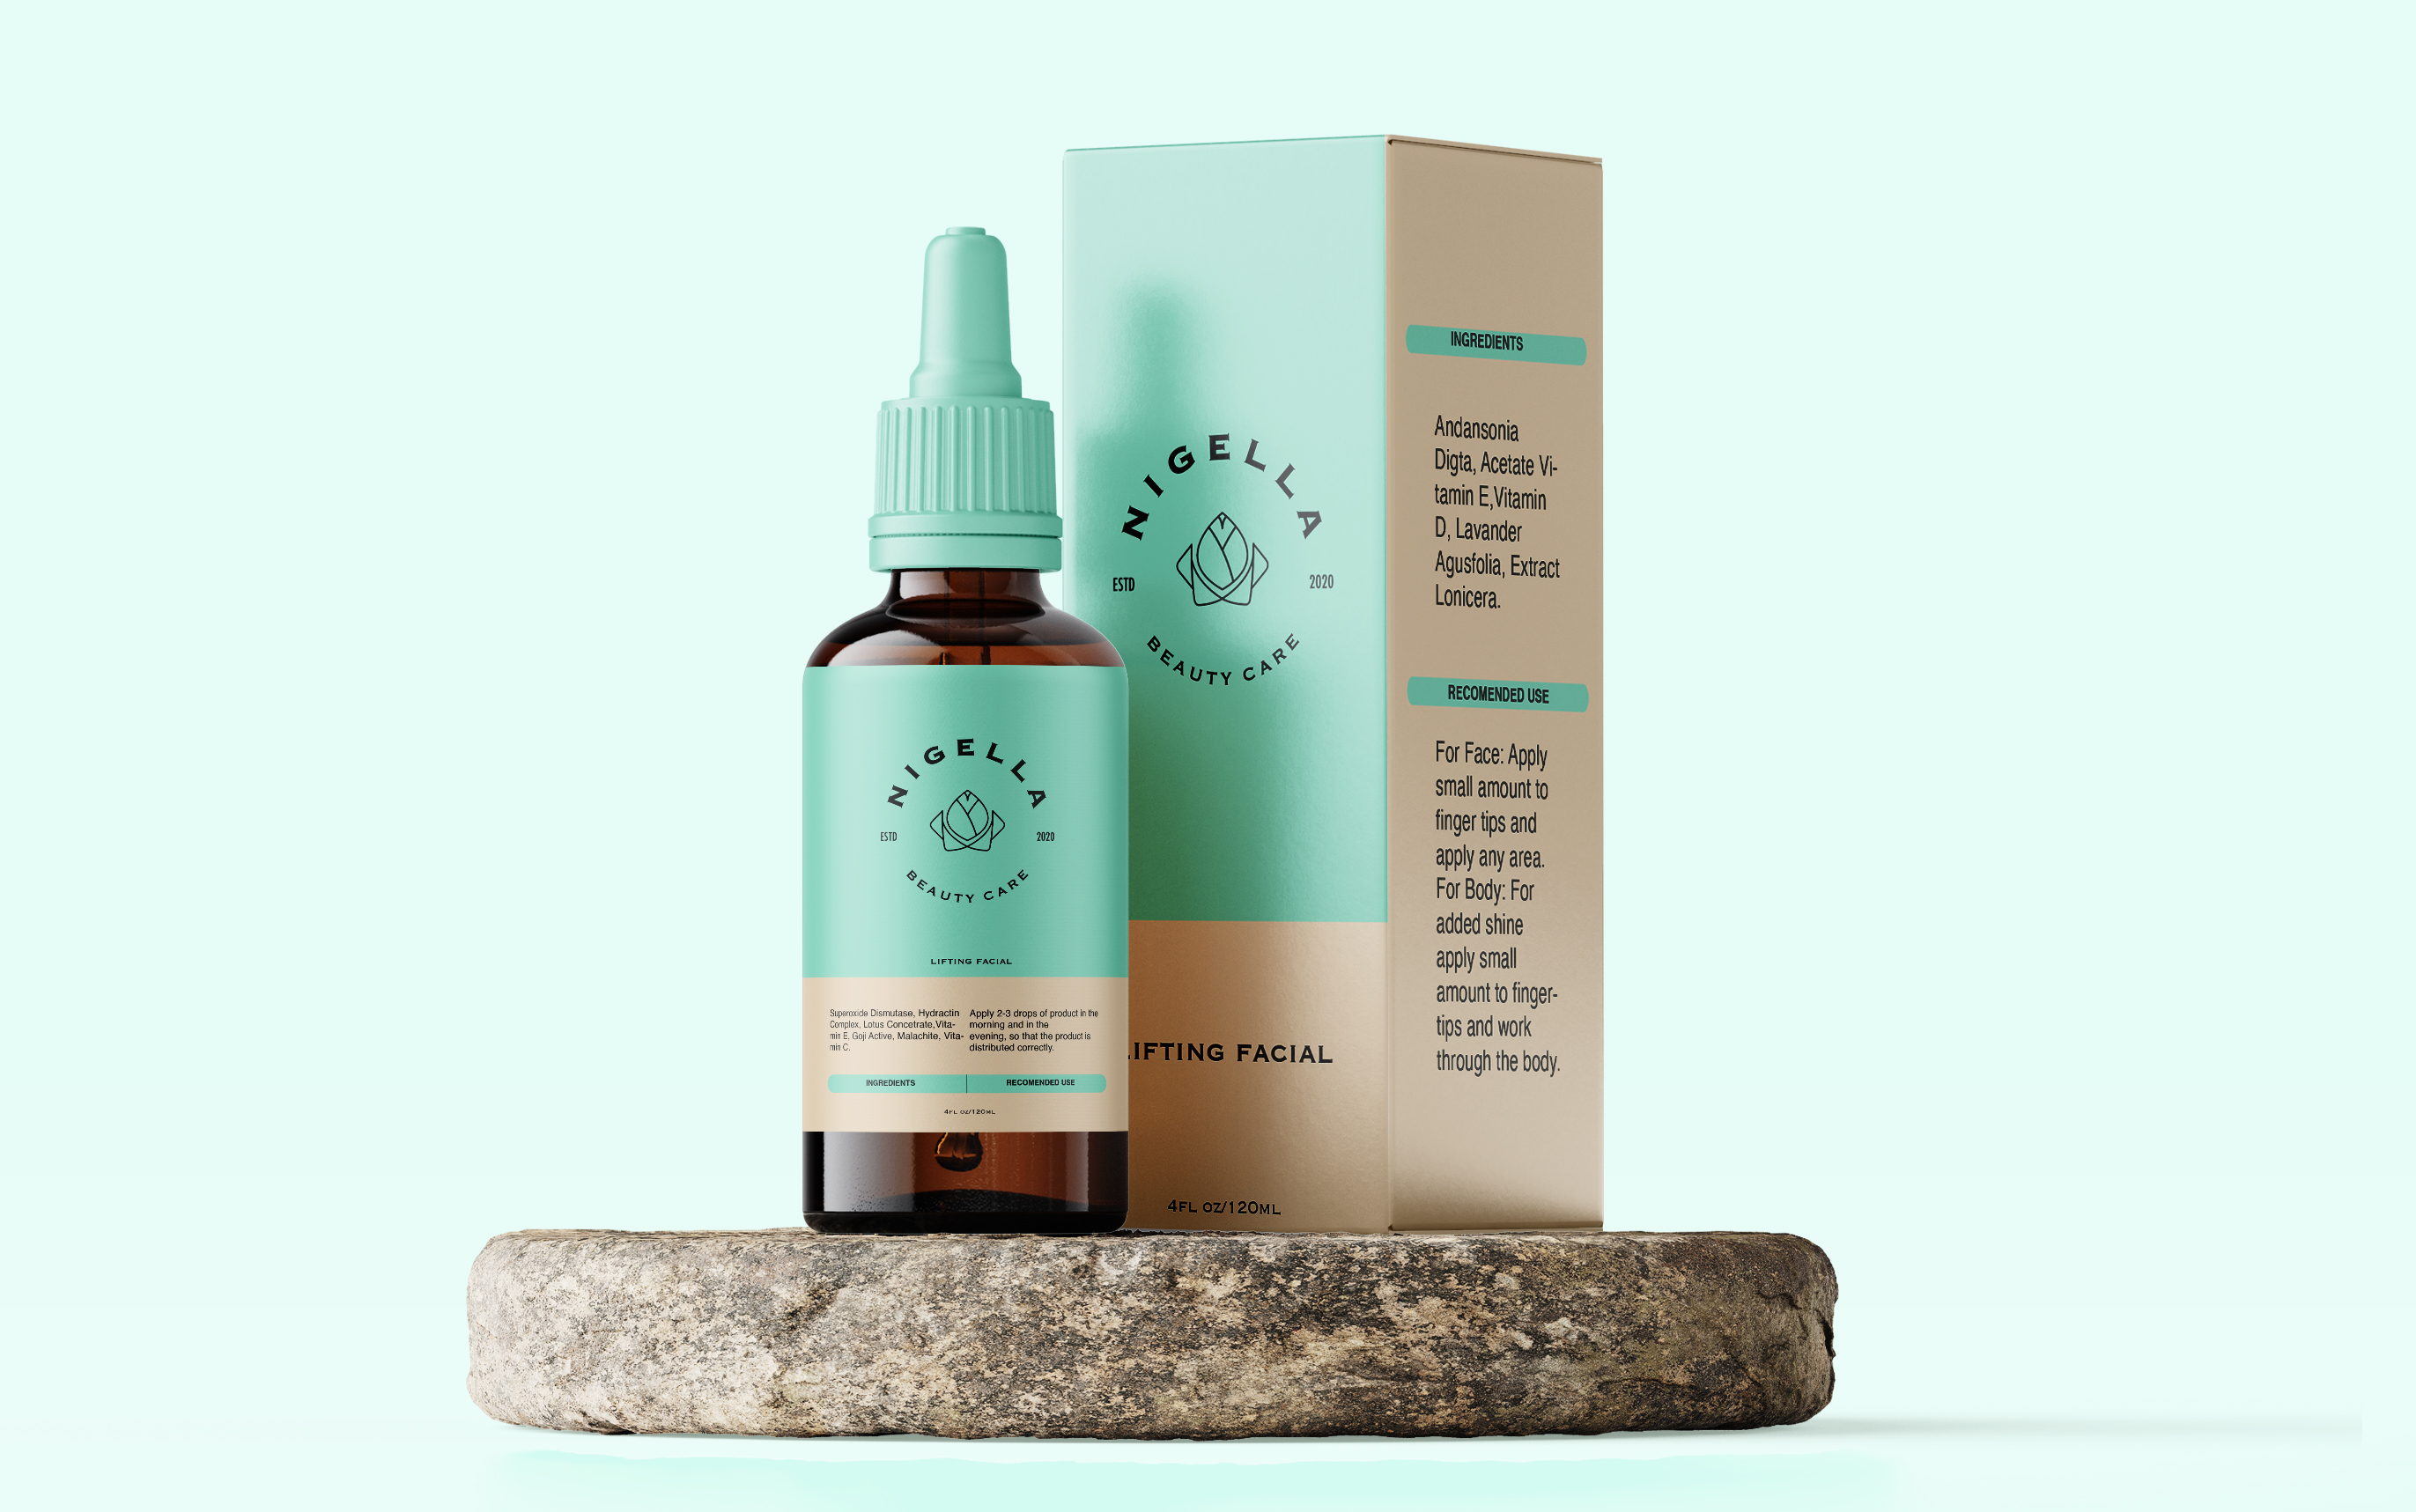 NIGELLA
ESTD 2020
BEAUTY CARE
LIFTING FACIAL
Superoxide Dismutase, Hydractin
Complex, Lotus Concetrate,Vita-
min E, Goji Active, Malachite, Vita-
min C.
Apply 2-3 drops of product in the
morning and in the
evening, so that the product is
distributed correctly.
INGREDIENTS
RECOMENDED USE
4FL OZ/120ML
NIGELLA
ESTD 2020
BEAUTY CARE
LIFTING FACIAL
4FL OZ/120ML
INGREDIENTS
Andansonia
Digta, Acetate Vi-
tamin E,Vitamin
D, Lavander
Agusfolia, Extract
Lonicera.
RECOMENDED USE
For Face: Apply
small amount to
finger tips and
apply any area.
For Body: For
added shine
apply small
amount to finger-
tips and work
through the body.